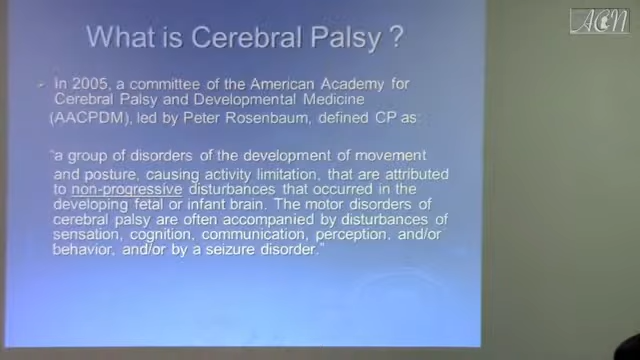 ACN
What is Cerebral Palsy ?
In 2005, a committee of the American Academy for
Cerebral Palsy and Developmental Medicine
(AACPDM), led by Peter Rosenbaum, defined CP as:
“a group of disorders of the development of movement
and posture, causing activity limitation, that are attributed
to non-progressive disturbances that occurred in the
developing fetal or infant brain. The motor disorders of
cerebral palsy are often accompanied by disturbances of
sensation, cognition, communication, perception, and/or
behavior, and/or by a seizure disorder.”